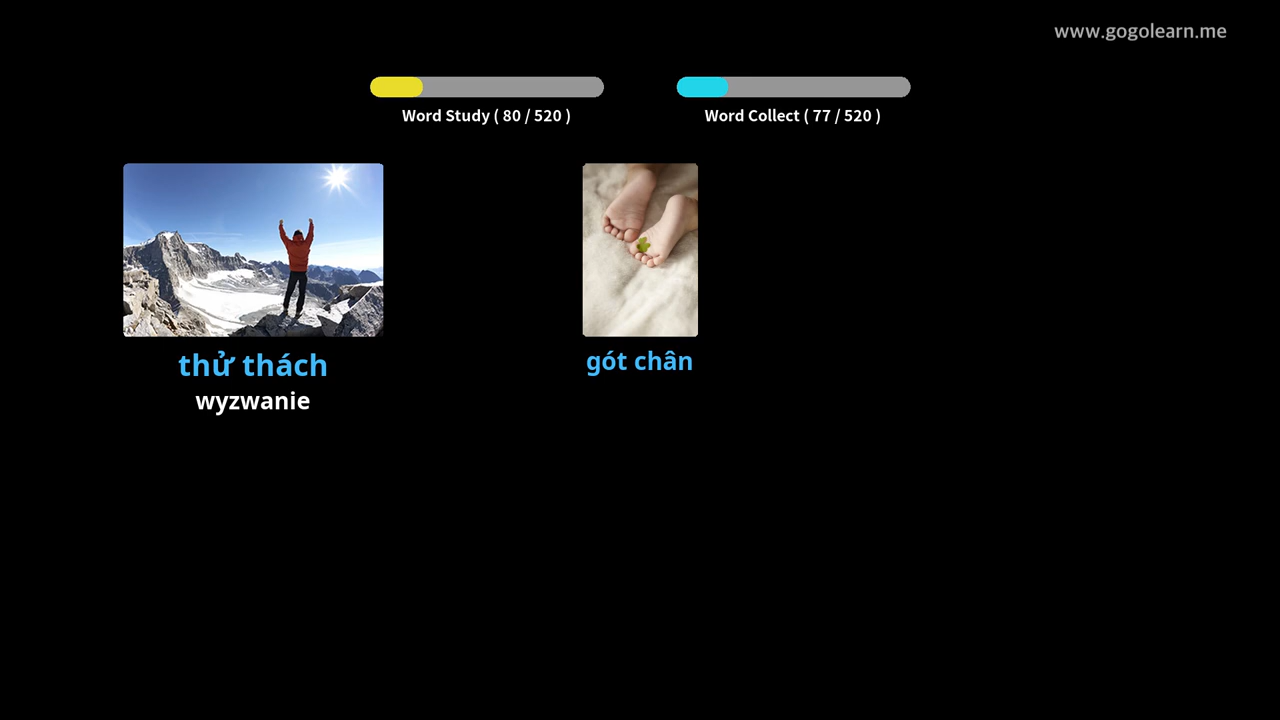 www.gogolearn.me
Word Study ( 80 / 520 )
Word Collect ( 77 / 520 )
thử thách
wyzwanie
gót chân